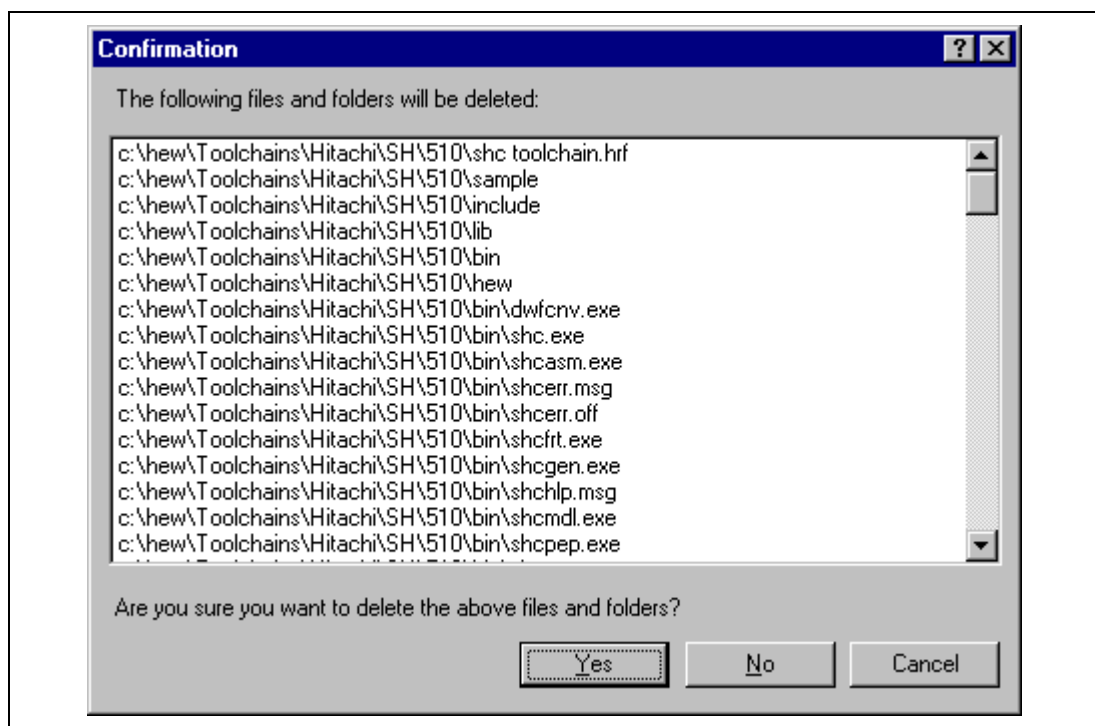 Confirmation
The following files and folders will be deleted:
c:\hew\Toolchains\Hitachi\SH\510\shc toolchain.hrf
c:\hew\Toolchains\Hitachi\SH\510\sample
c:\hew\Toolchains\Hitachi\SH\510\include
c:\hew\Toolchains\Hitachi\SH\510\lib
c:\hew\Toolchains\Hitachi\SH\510\bin
c:\hew\Toolchains\Hitachi\SH\510\hew
c:\hew\Toolchains\Hitachi\SH\510\bin\dwfcnv.exe
c:\hew\Toolchains\Hitachi\SH\510\bin\shc.exe
c:\hew\Toolchains\Hitachi\SH\510\bin\shcasm.exe
c:\hew\Toolchains\Hitachi\SH\510\bin\shcerr.msg
c:\hew\Toolchains\Hitachi\SH\510\bin\shcerr.off
c:\hew\Toolchains\Hitachi\SH\510\bin\shcfrt.exe
c:\hew\Toolchains\Hitachi\SH\510\bin\shcgen.exe
c:\hew\Toolchains\Hitachi\SH\510\bin\shchlp.msg
c:\hew\Toolchains\Hitachi\SH\510\bin\shcmdl.exe
c:\hew\Toolchains\Hitachi\SH\510\bin\shcpep.exe
Are you sure you want to delete the above files and folders?
Yes No Cancel